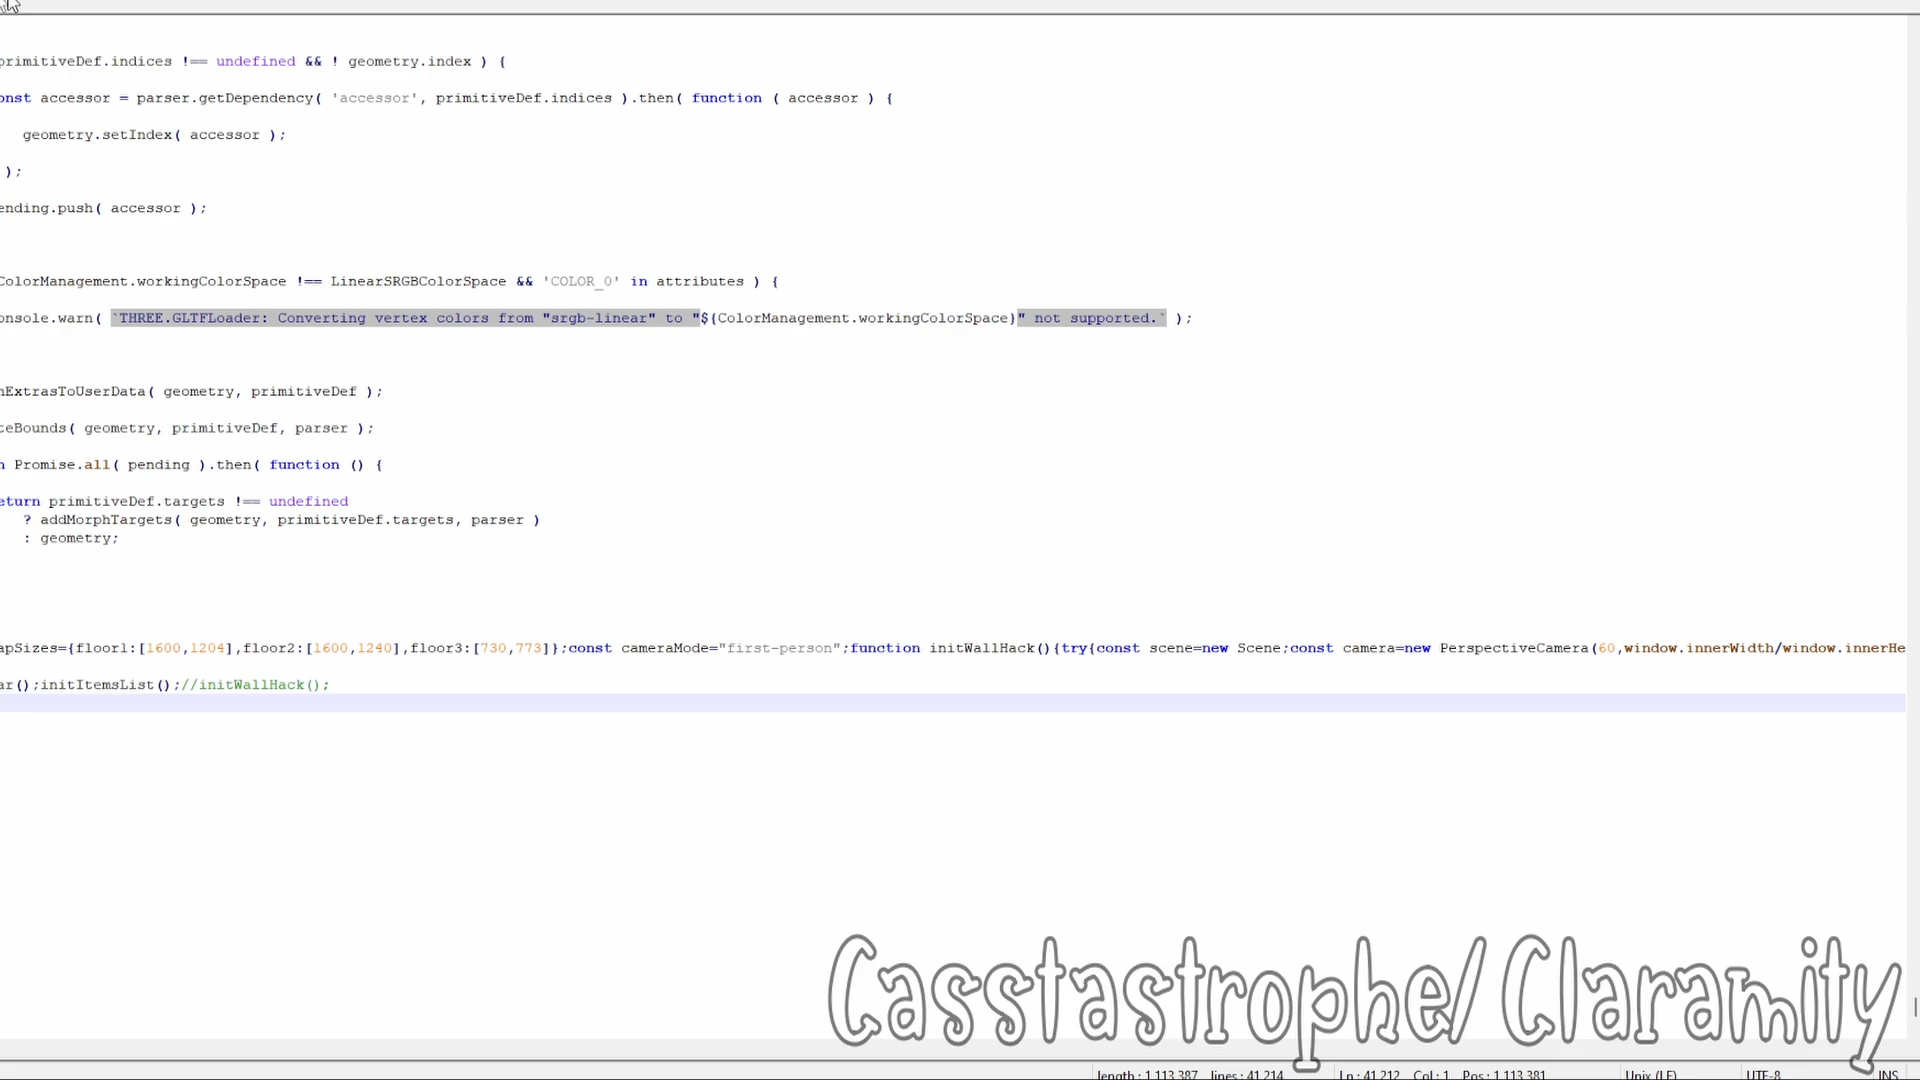 primitiveDef.indices !== undefined && ! geometry.index ) {
onst accessor = parser.getDependency( 'accessor', primitiveDef.indices ).then( function ( accessor ) {
geometry.setIndex( accessor );
);
ending.push( accessor );
ColorManagement.workingColorSpace !== LinearSRGBColorSpace && 'COLOR_0' in attributes ) {
onsole.warn( `THREE.GLTFLoader: Converting vertex colors from "srgb-linear" to "${ColorManagement.workingColorSpace}" not supported.` );
nExtrasToUserData( geometry, primitiveDef );
teBounds( geometry, primitiveDef, parser );
n Promise.all( pending ).then( function () {
eturn primitiveDef.targets !== undefined
? addMorphTargets( geometry, primitiveDef.targets, parser )
: geometry;
apSizes={floor1:[1600,1204],floor2:[1600,1240],floor3:[730,773]};const cameraMode="first-person";function initWallHack(){try{const scene=new Scene;const camera=new PerspectiveCamera(60,window.innerWidth/window.innerHe
ar();initItemsList();//initWallHack();
Casstastrophe/ Claramity
length : 1,113,387 lines : 41,214 Ln : 41,212 Col : 1 Pos : 1,113,381 Unix (LF) UTF-8 INS